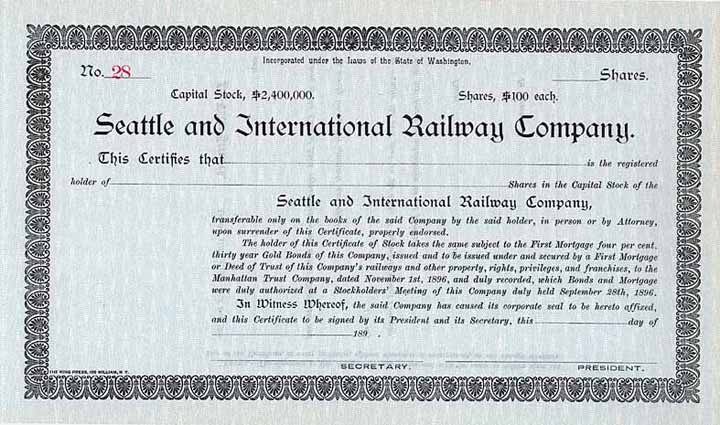 Incorporated under the Laws of the State of Washington.
No. 28 Shares.
Capital Stock, $2,400,000. Shares, $100 each.
Seattle and International Railway Company.
This Certifies that is the registered
holder of Shares in the Capital Stock of the
Seattle and International Railway Company,
transferable only on the books of the said Company by the said holder, in person or by Attorney,
upon surrender of this Certificate, properly endorsed.
The holder of this Certificate of Stock takes the same subject to the First Mortgage four per cent.
thirty year Gold Bonds of this Company, issued and to be issued under and secured by a First Mortgage
or Deed of Trust of this Company's railways and other property, rights, privileges, and franchises, to the
Manhattan Trust Company, dated November 1st, 1896, and duly recorded, which Bonds and Mortgage
were duly authorized at a Stockholders' Meeting of this Company duly held September 28th, 1896.
In Witness Whereof, the said Company has caused its corporate seal to be hereto affixed,
and this Certificate to be signed by its President and its Secretary, this day of
189 .
SECRETARY. PRESIDENT.
PRESS, WILLIAM, N.Y.